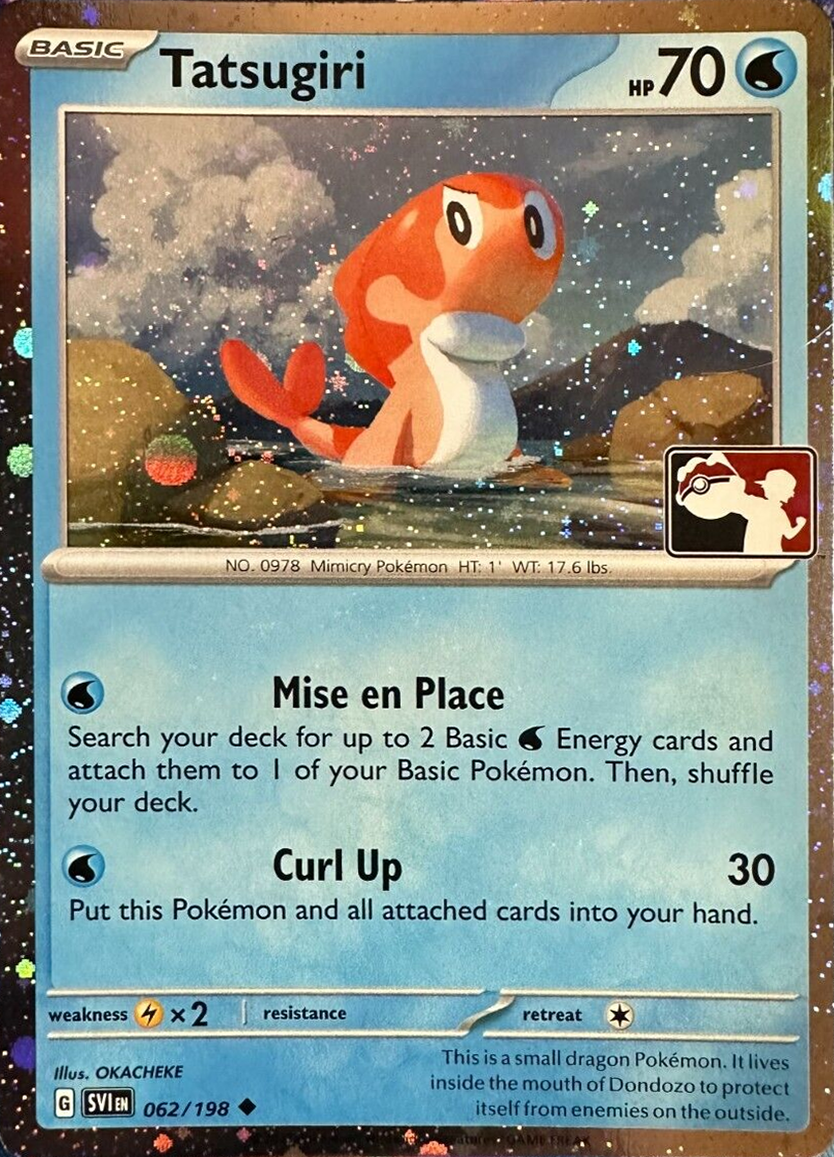 BASIC
Tatsugiri
HP 70
NO. 0978 Mimicry Pokémon HT: 1' WT: 17.6 lbs.
Mise en Place
Search your deck for up to 2 Basic Energy cards and
attach them to 1 of your Basic Pokémon. Then, shuffle
your deck.
Curl Up 30
Put this Pokémon and all attached cards into your hand.
weakness ×2 resistance retreat
Illus. OKACHEKE
This is a small dragon Pokémon. It lives
inside the mouth of Dondozo to protect
itself from enemies on the outside.
G SVI EN 062/198
GAME FREAK